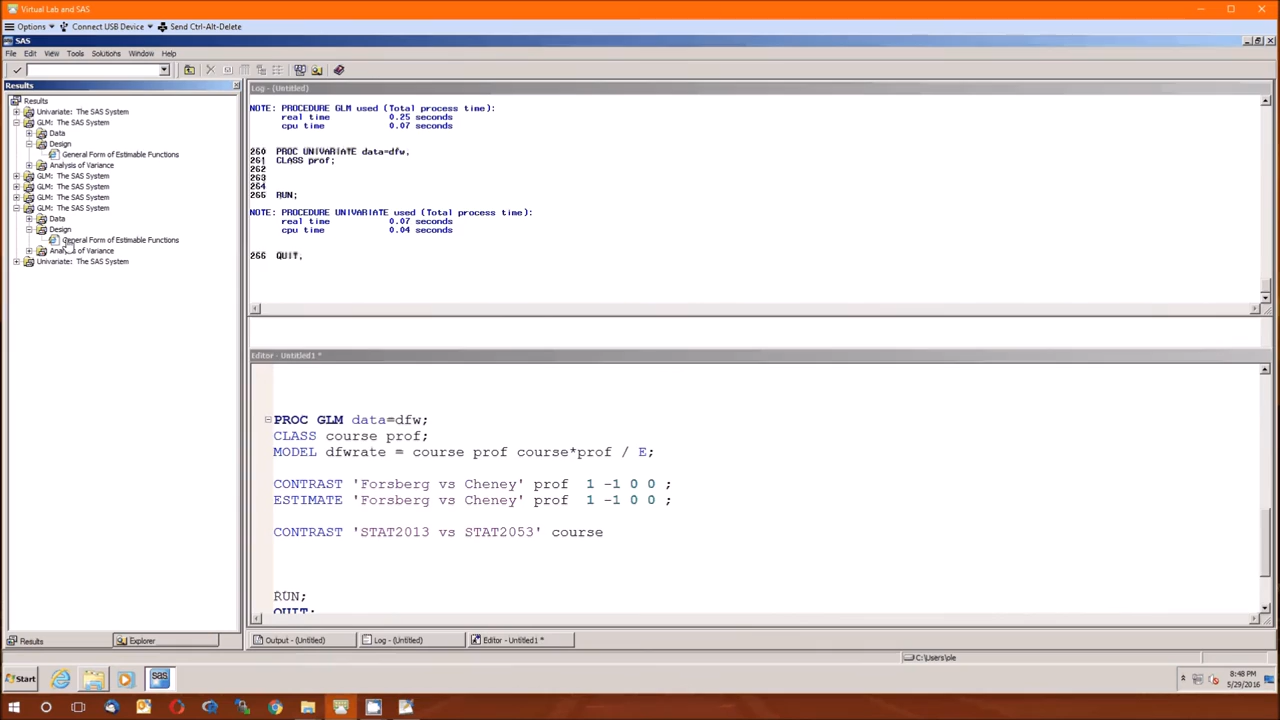 Virtual Lab and SAS
Options Connect USB Device Send Ctrl-Alt-Delete
SAS
File Edit View Tools Solutions Window Help
Results
Results
Univariate: The SAS System
GLM: The SAS System
Data
Design
General Form of Estimable Functions
Analysis of Variance
GLM: The SAS System
GLM: The SAS System
GLM: The SAS System
GLM: The SAS System
Data
Design
General Form of Estimable Functions
Analysis of Variance
Univariate: The SAS System
Log - (Untitled)
NOTE: PROCEDURE GLM used (Total process time):
real time 0.25 seconds
cpu time 0.07 seconds
260 PROC UNIVARIATE data=dfw,
261 CLASS prof;
262
263
264
265 RUN;
NOTE: PROCEDURE UNIVARIATE used (Total process time):
real time 0.07 seconds
cpu time 0.04 seconds
266 QUIT,
Editor - Untitled1 *
PROC GLM data=dfw;
CLASS course prof;
MODEL dfwrate = course prof course*prof / E;
CONTRAST 'Forsberg vs Cheney' prof 1 -1 0 0 ;
ESTIMATE 'Forsberg vs Cheney' prof 1 -1 0 0 ;
CONTRAST 'STAT2013 vs STAT2053' course
RUN;
QUIT;
Results Explorer
Output - (Untitled) Log - (Untitled) Editor - Untitled1 *
C:\Users\ple
Start
8:48 PM
5/29/2016